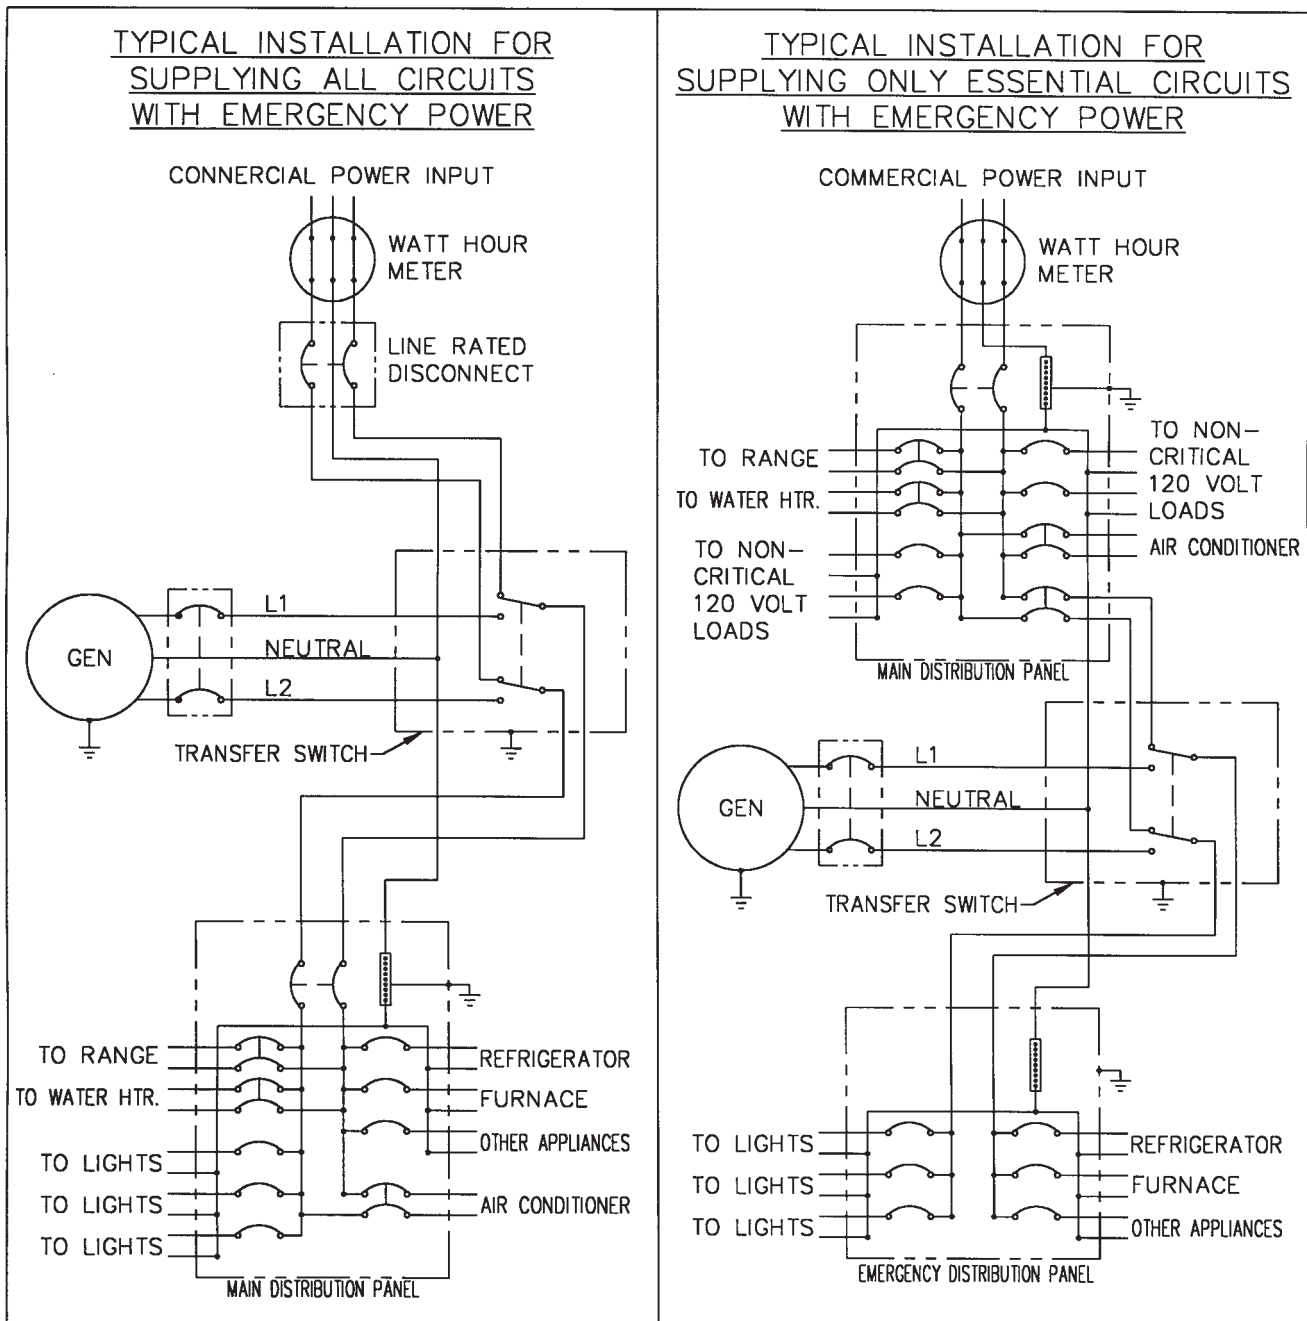 TYPICAL INSTALLATION FOR
SUPPLYING ALL CIRCUITS
WITH EMERGENCY POWER
CONNERCIAL POWER INPUT
WATT HOUR
METER
LINE RATED
DISCONNECT
GEN
L1
NEUTRAL
L2
TRANSFER SWITCH
TO RANGE
TO WATER HTR.
TO LIGHTS
TO LIGHTS
TO LIGHTS
REFRIGERATOR
FURNACE
OTHER APPLIANCES
AIR CONDITIONER
MAIN DISTRIBUTION PANEL
TYPICAL INSTALLATION FOR
SUPPLYING ONLY ESSENTIAL CIRCUITS
WITH EMERGENCY POWER
COMMERCIAL POWER INPUT
WATT HOUR
METER
TO RANGE
TO WATER HTR.
TO NON-
CRITICAL
120 VOLT
LOADS
TO NON-
CRITICAL
120 VOLT
LOADS
AIR CONDITIONER
MAIN DISTRIBUTION PANEL
GEN
L1
NEUTRAL
L2
TRANSFER SWITCH
TO LIGHTS
TO LIGHTS
TO LIGHTS
REFRIGERATOR
FURNACE
OTHER APPLIANCES
EMERGENCY DISTRIBUTION PANEL